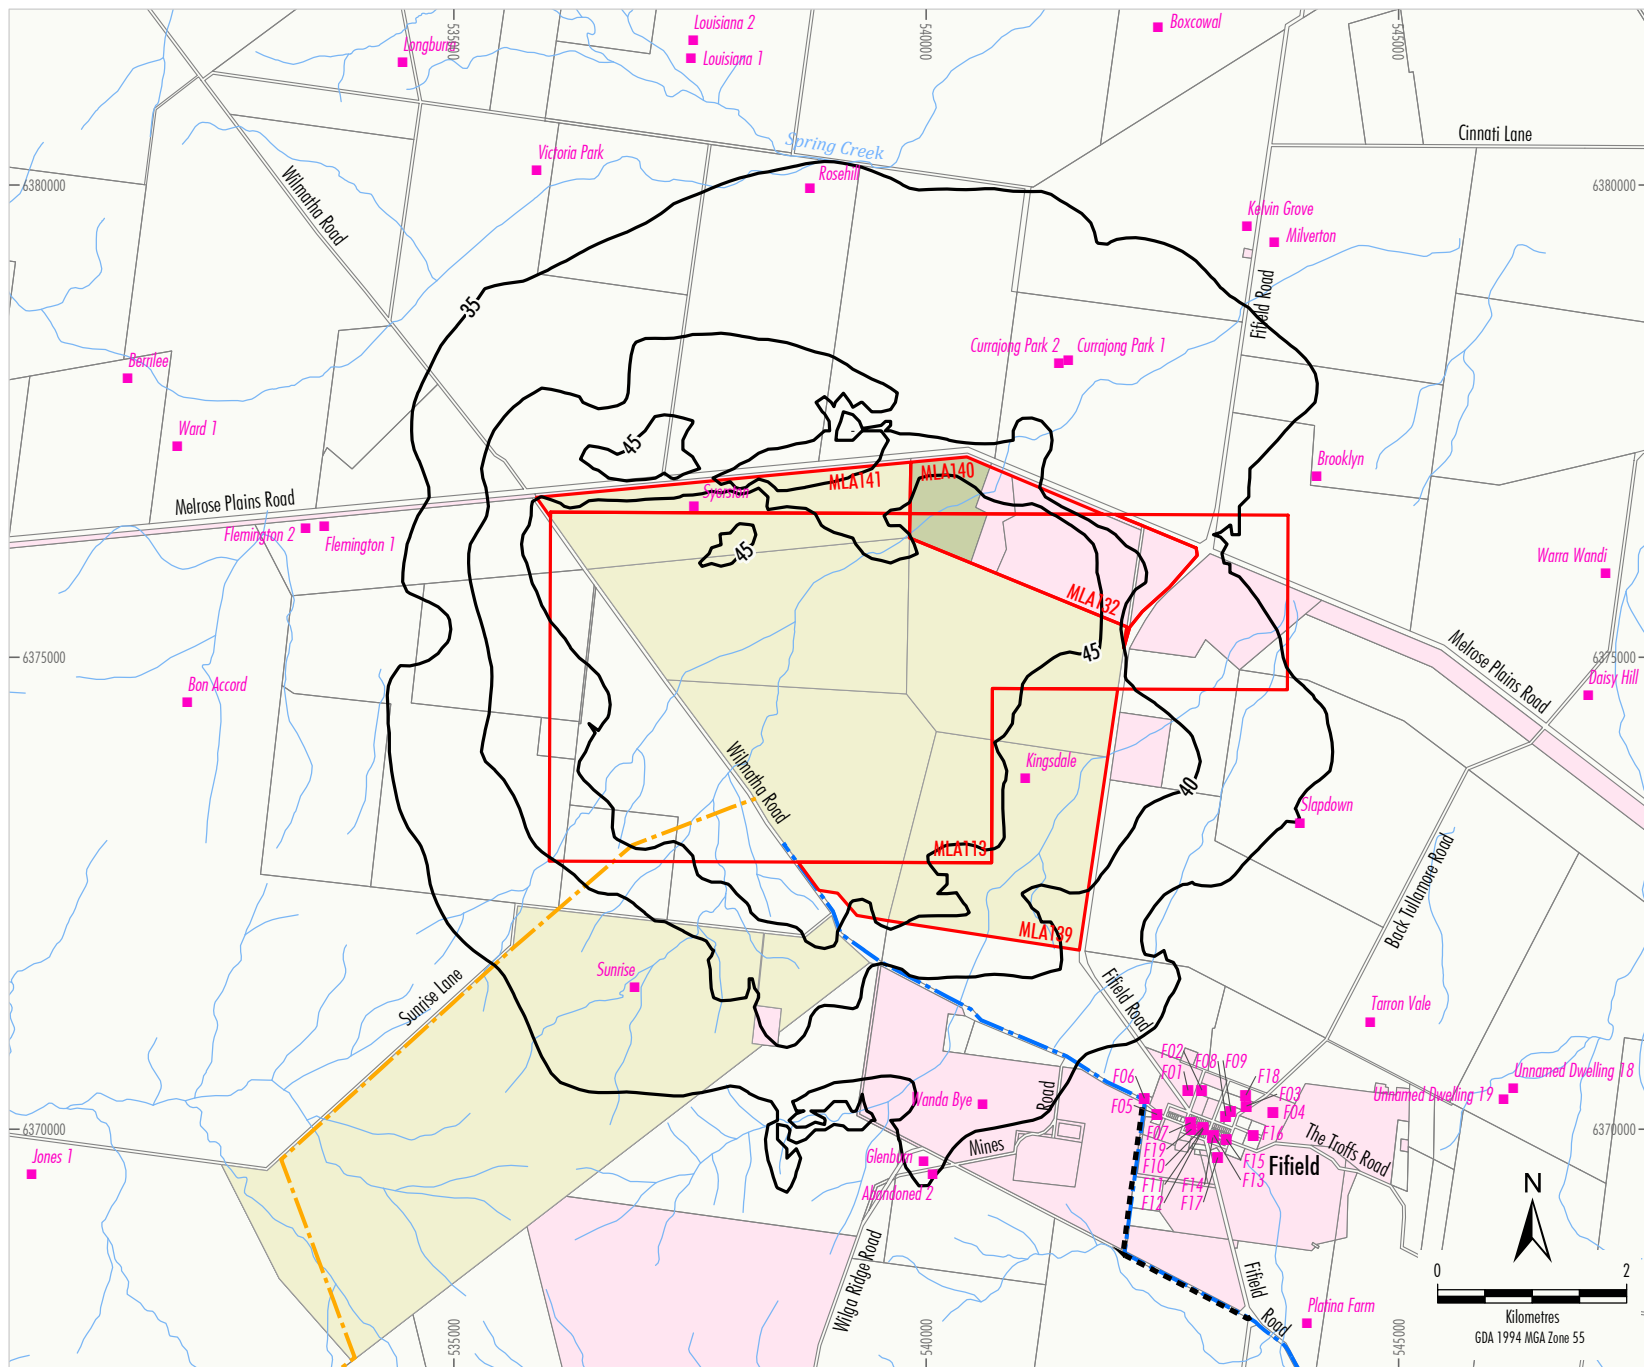 Louisiana 2
Boxcowal
Longburn
535000
Louisiana 1
540000
545000
Cinnati Lane
Spring Creek
Victoria Park
Rosehill
Wilmatha Road
6380000
6380000
Kelvin Grove
Milverton
35
Fifield Road
Currajong Park 2
Currajong Park 1
Bernlee
Ward 1
45
Brooklyn
MLA140
MLA141
Syerston
Melrose Plains Road
Flemington 2
Flemington 1
45
Warra Wandi
MLA132
45
6375000
6375000
Melrose Plains Road
Bon Accord
Daisy Hill
Wilmatha Road
Kingsdale
40
Slapdown
MLA113
Back Tullamore Road
MLA139
Sunrise
Sunrise Lane
Fifield Road
Tarron Vale
F02
F08
F09
F01
F18
Unnamed Dwelling 18
F06
F03
Unnamed Dwelling 19
Wanda Bye
Road
F05
F04
6370000
6370000
F07
F16
The Troffs Road
Mines
F19
Jones 1
Glenburn
F10
F15
Fifield
F11
F14
F13
Abandoned 2
F12
F17
N
Wilga Ridge Road
Fifield
Road
0
2
Platina Farm
Kilometres
GDA 1994 MGA Zone 55
535000
540000
545000